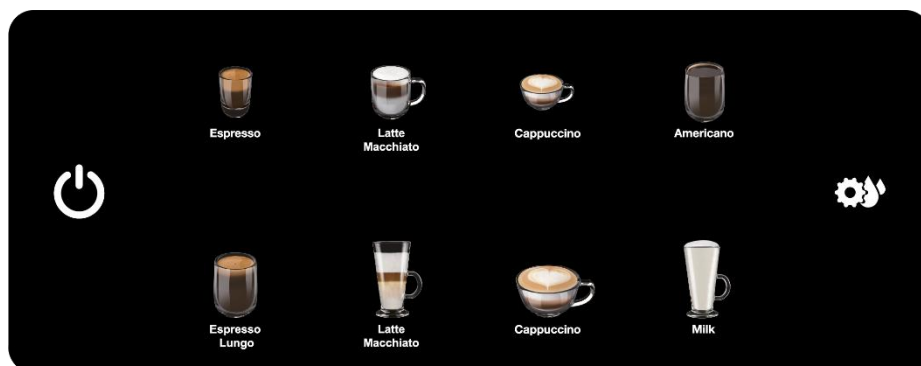 Espresso
Latte
Macchiato
Cappuccino
Americano
Espresso
Lungo
Latte
Macchiato
Cappuccino
Milk